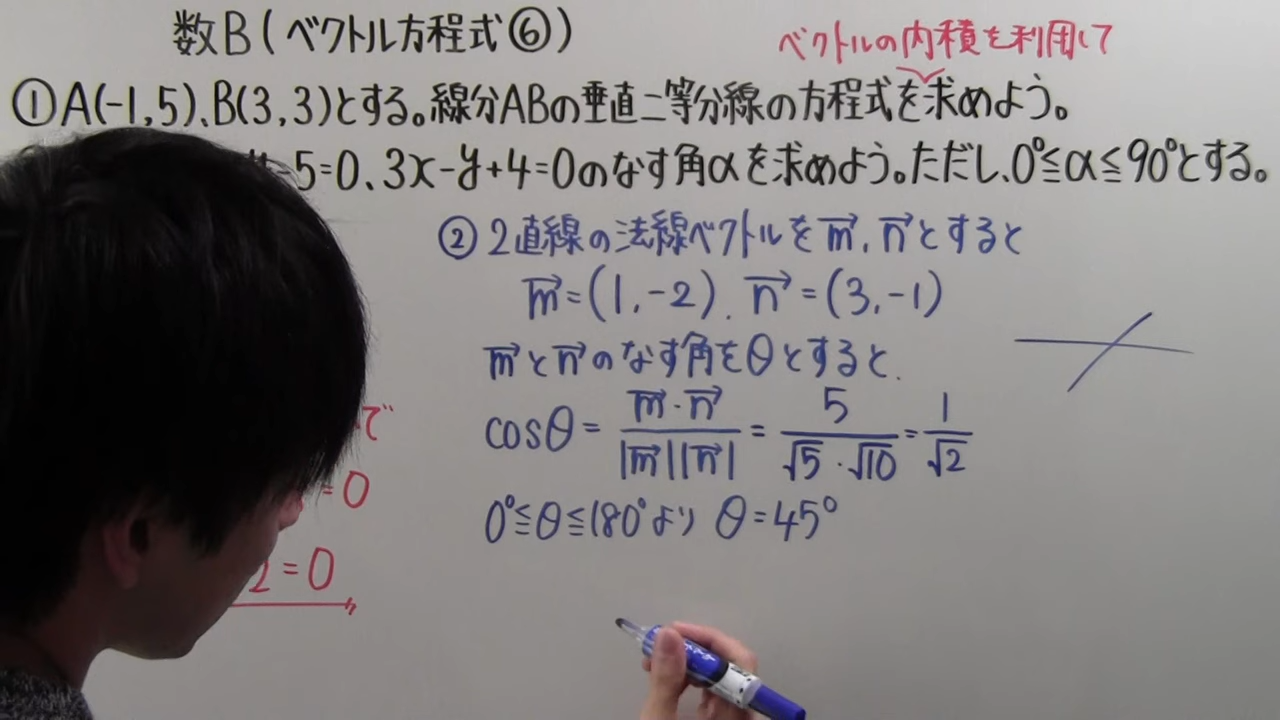 数B(ベクトル方程式⑥)
ベクトルの内積を利用して
①A(-1,5)、B(3,3)とする。線分ABの垂直二等分線の方程式を求めよう。
-5=0、3x-y+4=0のなす角αを求めよう。ただし、0°≦α≦90°とする。
②2直線の法線ベクトルをm→,n→とすると
m→=(1,-2)、n→=(3,-1)
m→とn→のなす角をθとすると、
cosθ=m→・n→/|m→||n→|=5/√5・√10=1/√2
0°≦θ≦180°より θ=45°
で
=0
2=0